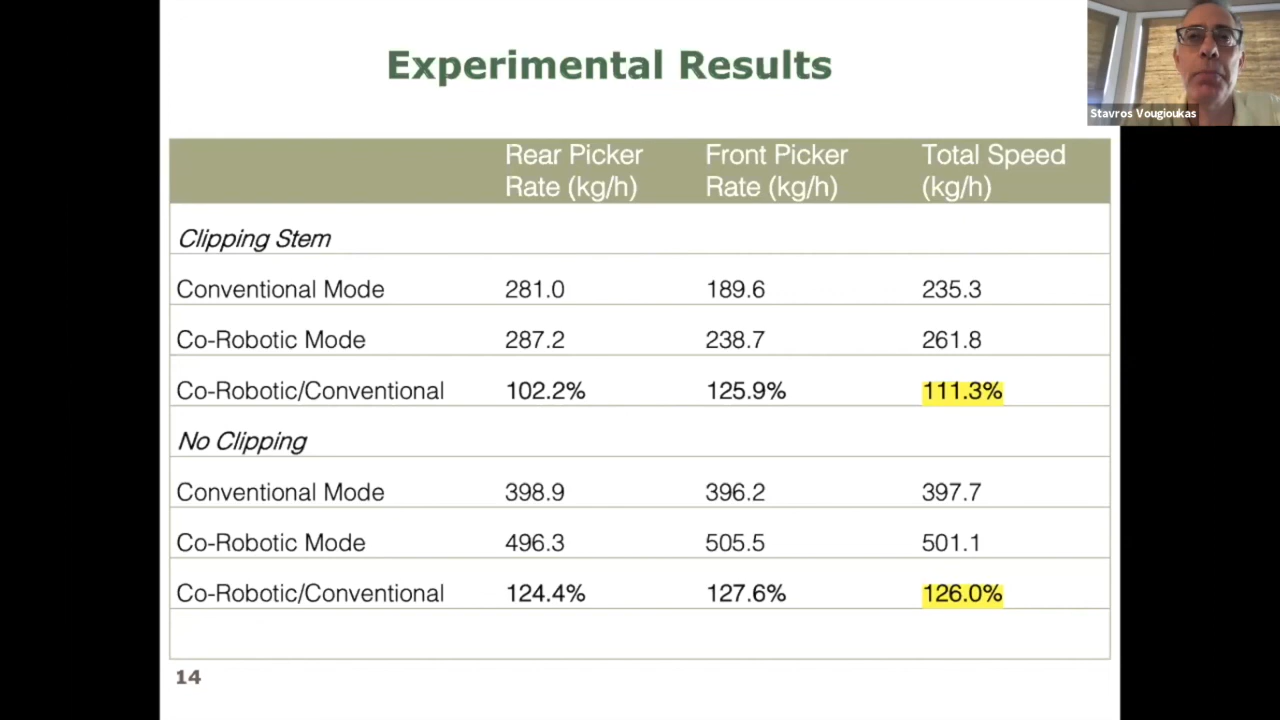 Experimental Results
Stavros Vougioukas
Rear Picker Rate (kg/h) Front Picker Rate (kg/h) Total Speed (kg/h)
Clipping Stem
Conventional Mode 281.0 189.6 235.3
Co-Robotic Mode 287.2 238.7 261.8
Co-Robotic/Conventional 102.2% 125.9% 111.3%
No Clipping
Conventional Mode 398.9 396.2 397.7
Co-Robotic Mode 496.3 505.5 501.1
Co-Robotic/Conventional 124.4% 127.6% 126.0%
14